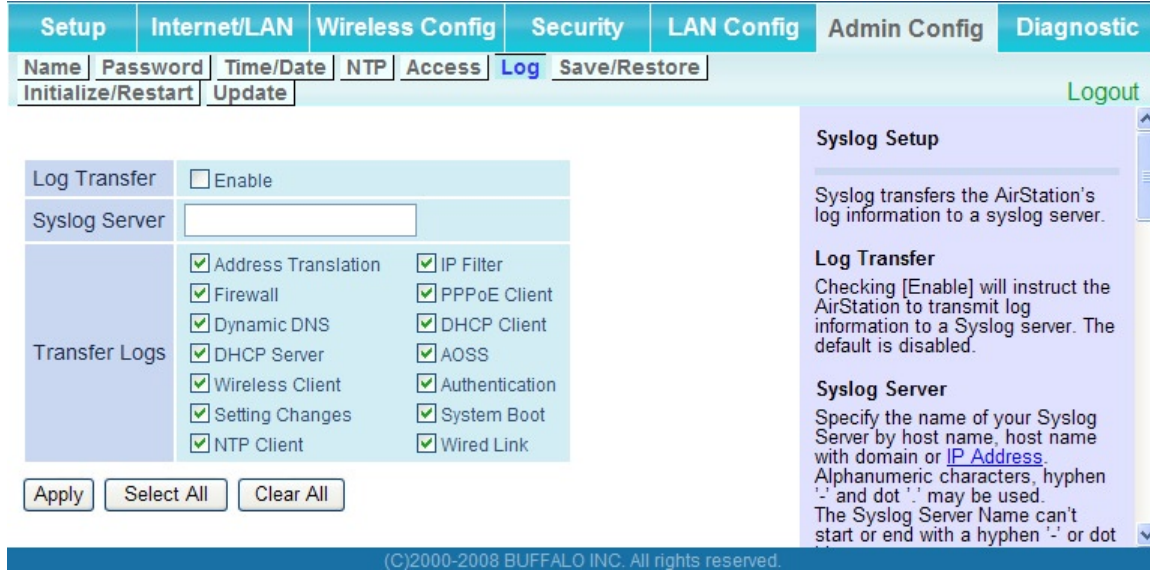 Setup Internet/LAN Wireless Config Security LAN Config Admin Config Diagnostic
Name Password Time/Date NTP Access Log Save/Restore
Initialize/Restart Update
Logout
Log Transfer Enable
Syslog Server
Transfer Logs
Address Translation IP Filter
Firewall PPPoE Client
Dynamic DNS DHCP Client
DHCP Server AOSS
Wireless Client Authentication
Setting Changes System Boot
NTP Client Wired Link
Apply Select All Clear All
Syslog Setup
Syslog transfers the AirStation's
log information to a syslog server.
Log Transfer
Checking [Enable] will instruct the
AirStation to transmit log
information to a Syslog server. The
default is disabled.
Syslog Server
Specify the name of your Syslog
Server by host name, host name
with domain or IP Address.
Alphanumeric characters, hyphen
'-' and dot '.' may be used.
The Syslog Server Name can't
start or end with a hyphen '-' or dot
(C)2000-2008 BUFFALO INC. All rights reserved.